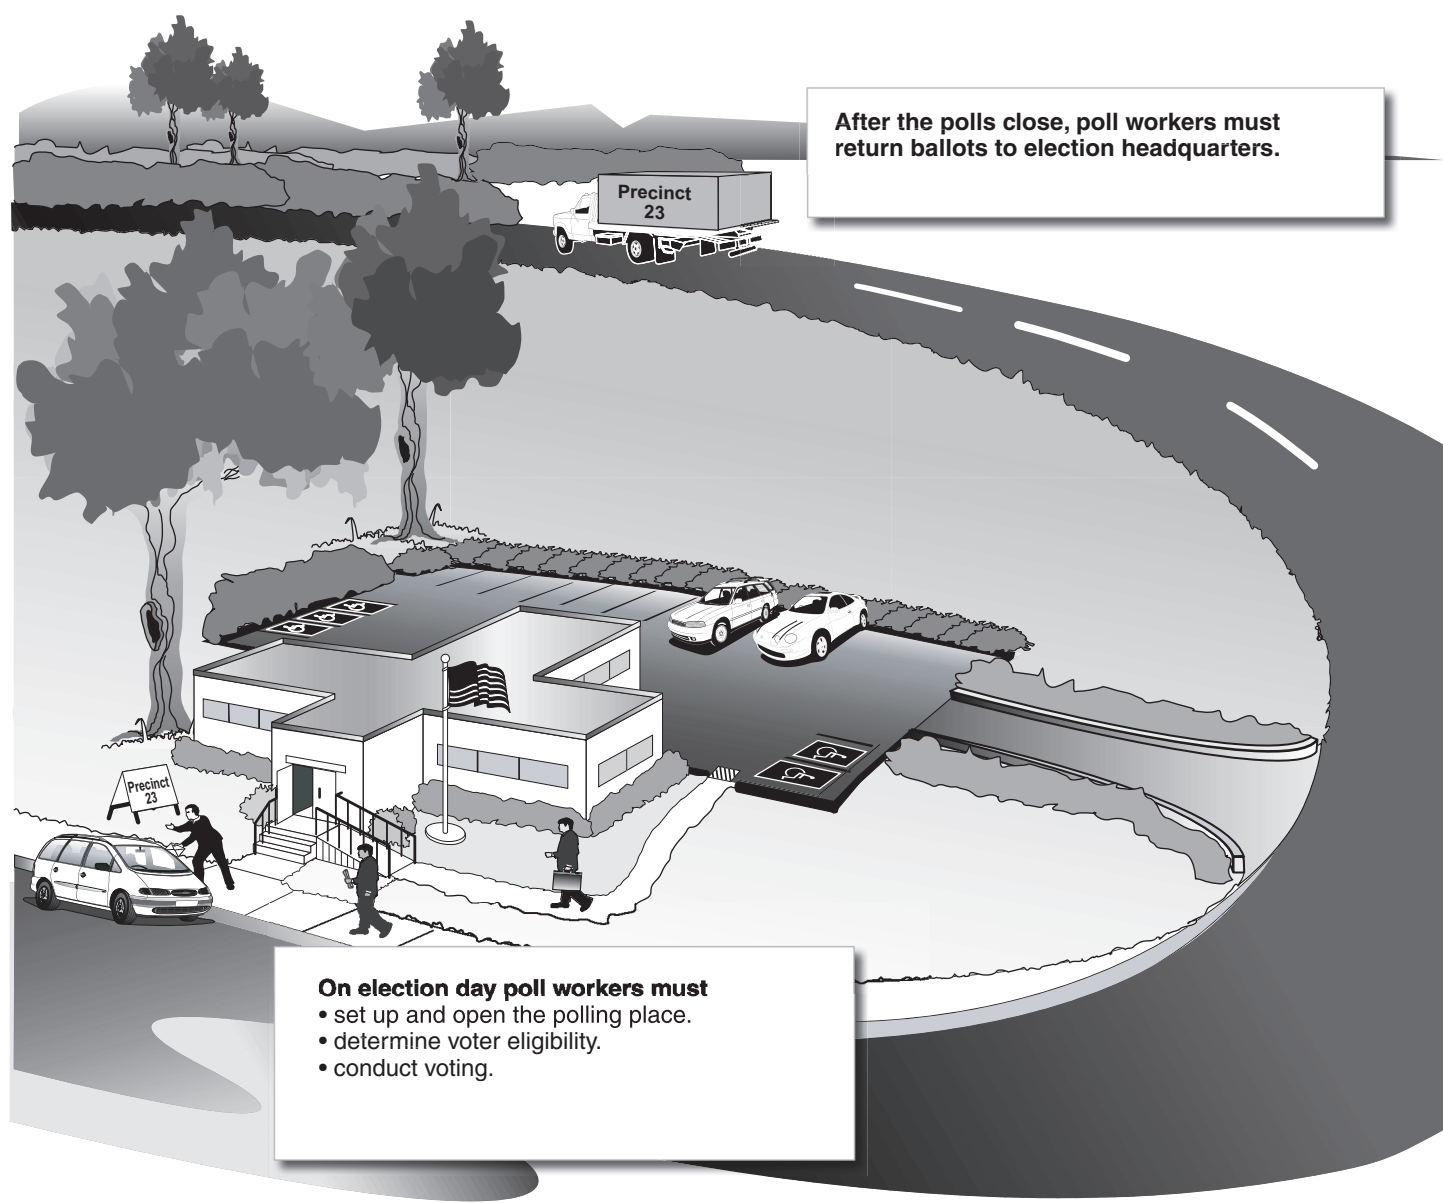 After the polls close, poll workers must
return ballots to election headquarters.
Precinct
23
Precinct
23
On election day poll workers must
• set up and open the polling place.
• determine voter eligibility.
• conduct voting.